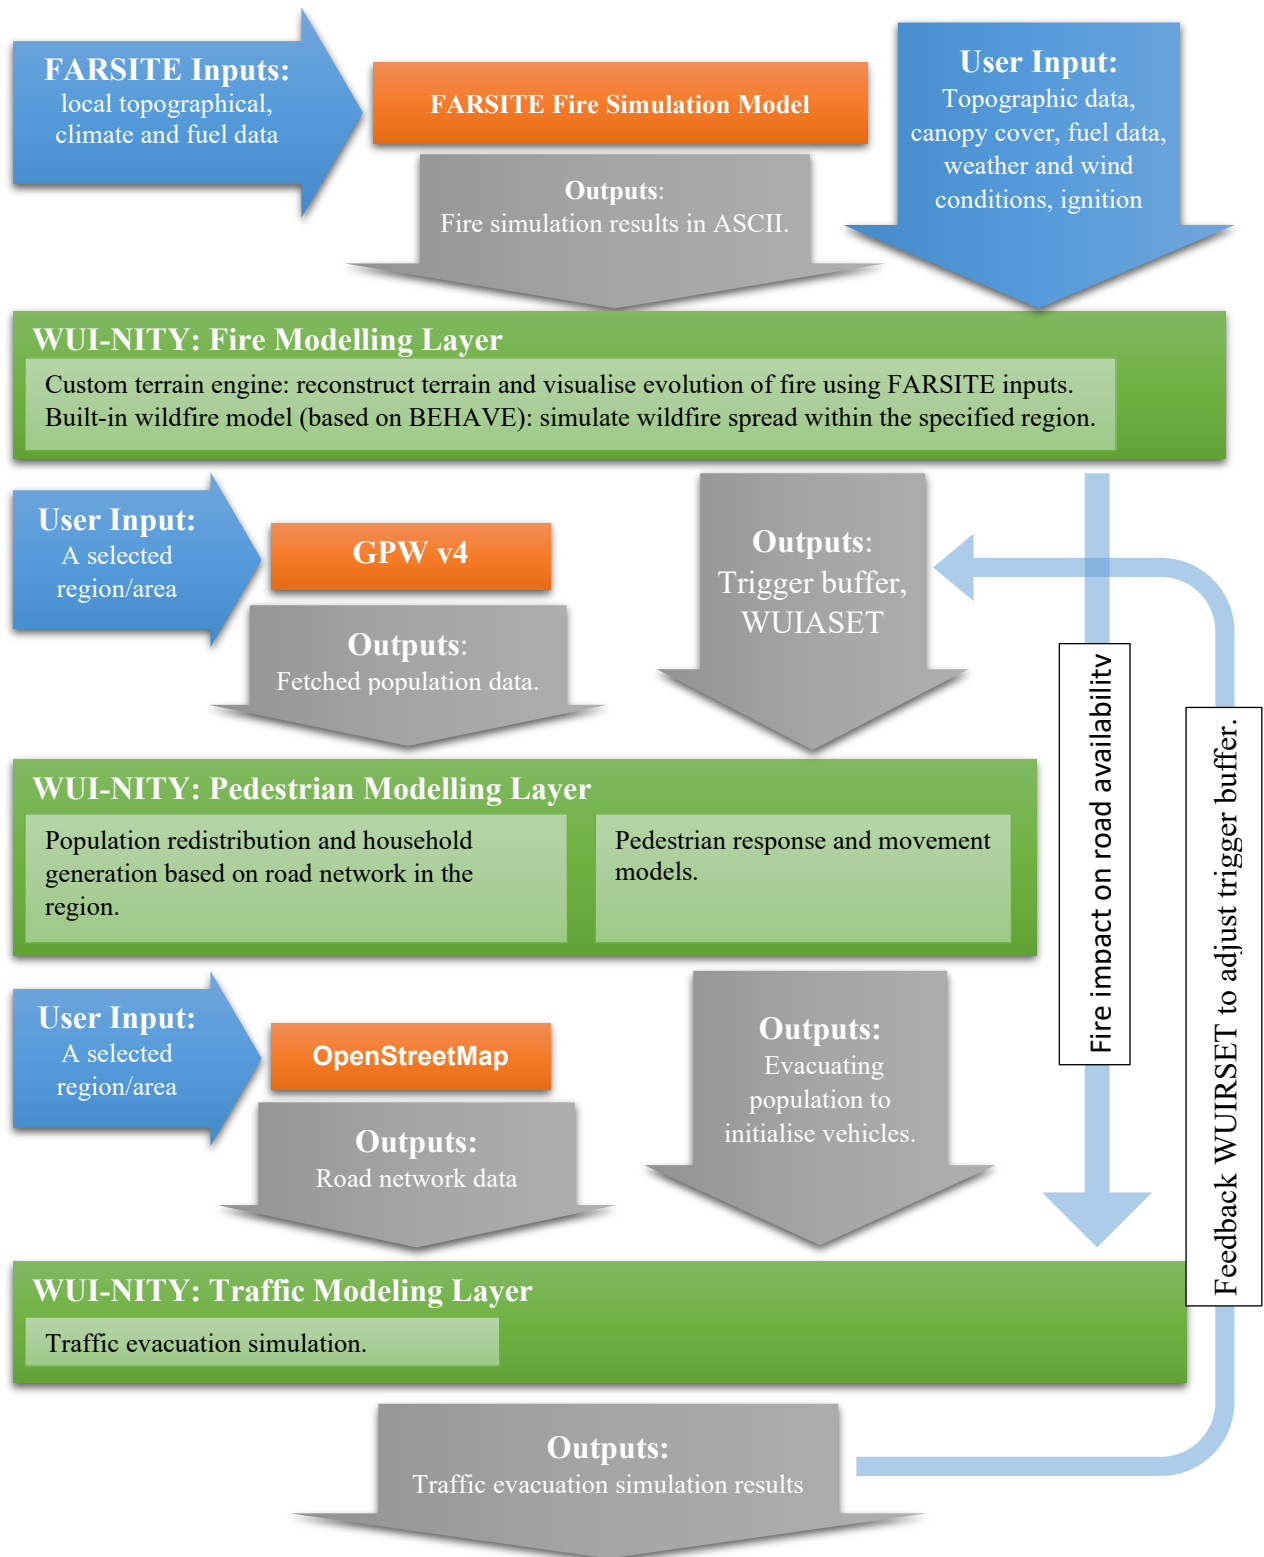 FARSITE Inputs:
local topographical,
climate and fuel data
FARSITE Fire Simulation Model
User Input:
Topographic data,
canopy cover, fuel data,
weather and wind
conditions, ignition
Outputs:
Fire simulation results in ASCII.
WUI-NITY: Fire Modelling Layer
Custom terrain engine: reconstruct terrain and visualise evolution of fire using FARSITE inputs.
Built-in wildfire model (based on BEHAVE): simulate wildfire spread within the specified region.
User Input:
A selected
region/area
GPW v4
Outputs:
Fetched population data.
Outputs:
Trigger buffer,
WUIASET
Fire impact on road availability
Feedback WUIRSET to adjust trigger buffer.
WUI-NITY: Pedestrian Modelling Layer
Population redistribution and household
generation based on road network in the
region.
Pedestrian response and movement
models.
User Input:
A selected
region/area
OpenStreetMap
Outputs:
Road network data
Outputs:
Evacuating
population to
initialise vehicles.
WUI-NITY: Traffic Modeling Layer
Traffic evacuation simulation.
Outputs:
Traffic evacuation simulation results